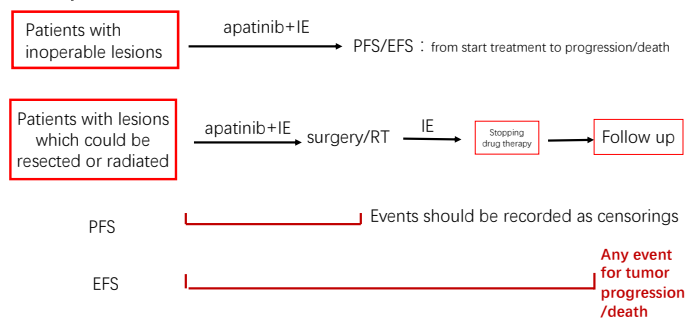 Patients with
inoperable lesions
apatinib+IE
PFS/EFS：from start treatment to progression/death
Patients with lesions
which could be
resected or radiated
apatinib+IE
surgery/RT
IE
Stopping
drug therapy
Follow up
PFS
Events should be recorded as censorings
EFS
Any event
for tumor
progression
/death